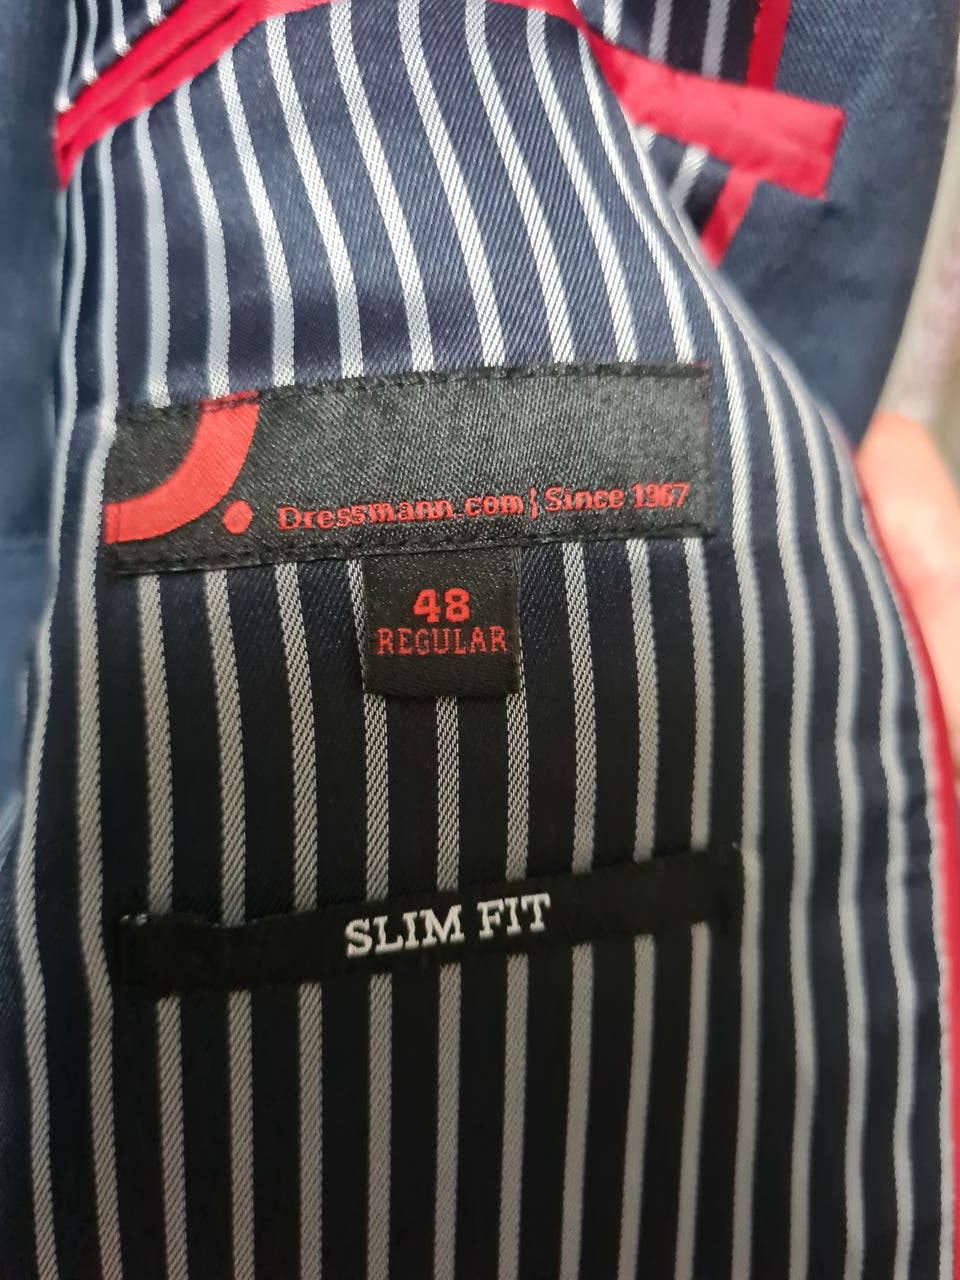 Dressmann.com | Since 1967
48
REGULAR
SLIM FIT